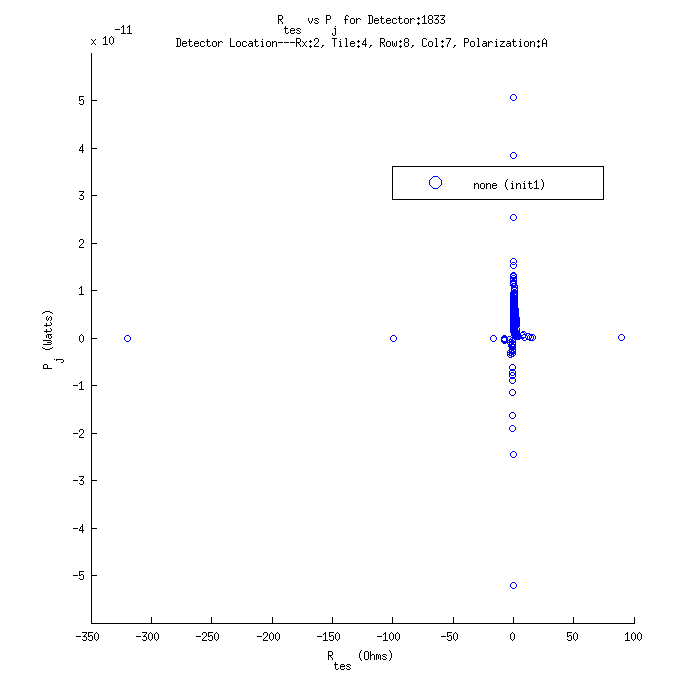 R_tes vs P_j for Detector:1833
x 10^-11
Detector Location---Rx:2, Tile:4, Row:8, Col:7, Polarization:A
5
4
none (init1)
3
2
1
0
-1
-2
-3
-4
-5
P_j (Watts)
-350 -300 -250 -200 -150 -100 -50 0 50 100
R_tes (Ohms)